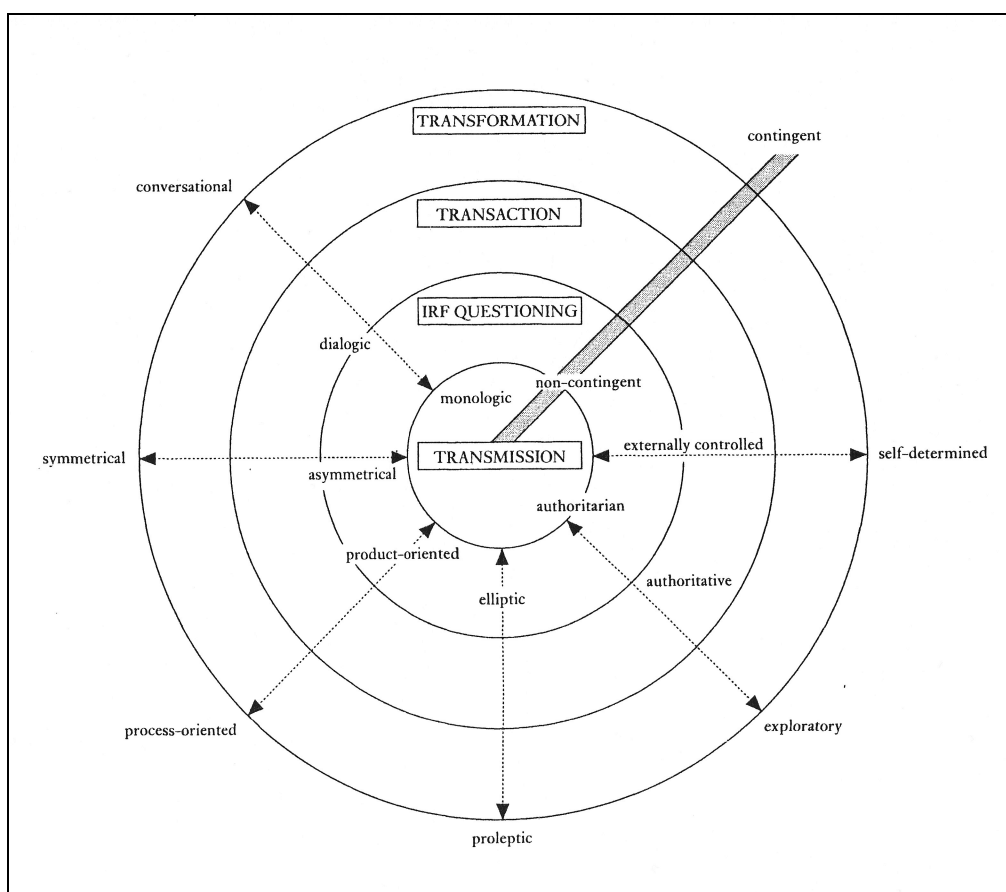 TRANSFORMATION
contingent
conversational
TRANSACTION
IRF QUESTIONING
dialogic
non-contingent
monologic
symmetrical
asymmetrical
TRANSMISSION
externally controlled
self-determined
authoritarian
product-oriented
authoritative
elliptic
process-oriented
exploratory
proleptic